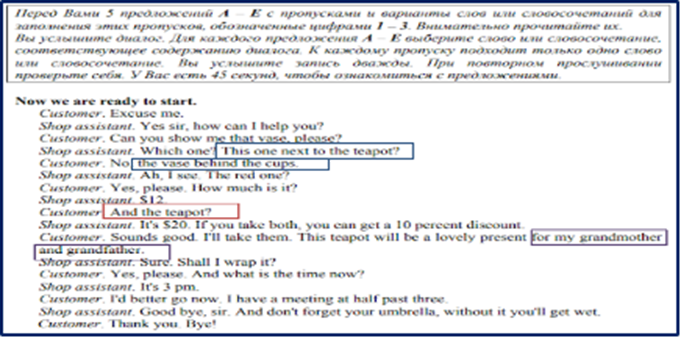 Перед Вами 5 предложений A – E с пропусками и варианты слов или словосочетаний для
заполнения этих пропусков, обозначенные цифрами 1 – 3. Внимательно прочитайте их.
Вы услышите диалог. Для каждого предложения A – E выберите слово или словосочетание,
соответствующее содержанию диалога. К каждому пропуску подходит только одно слово
или словосочетание. Вы услышите запись дважды. При повторном прослушивании
проверьте себя. У Вас есть 45 секунд, чтобы ознакомиться с предложениями.
Now we are ready to start.
Customer. Excuse me.
Shop assistant. Yes sir, how can I help you?
Customer. Can you show me that vase, please?
Shop assistant. Which one? This one next to the teapot?
Customer. No, the vase behind the cups.
Shop assistant. Ah, I see. The red one?
Customer. Yes, please. How much is it?
Shop assistant. $12.
Customer. And the teapot?
Shop assistant. It's $20. If you take both, you can get a 10 percent discount.
Customer. Sounds good. I'll take them. This teapot will be a lovely present for my grandmother
and grandfather.
Shop assistant. Sure. Shall I wrap it?
Customer. Yes, please. And what is the time now?
Shop assistant. It's 3 pm.
Customer. I'd better go now. I have a meeting at half past three.
Shop assistant. Good bye, sir. And don't forget your umbrella, without it you'll get wet.
Customer. Thank you. Bye!